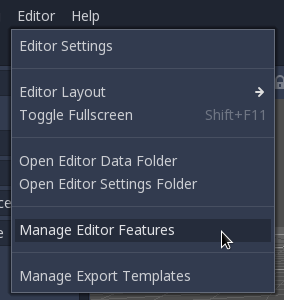 Editor Help
Editor Settings
Editor Layout
Toggle Fullscreen Shift+F11
Open Editor Data Folder
Open Editor Settings Folder
Manage Editor Features
Manage Export Templates